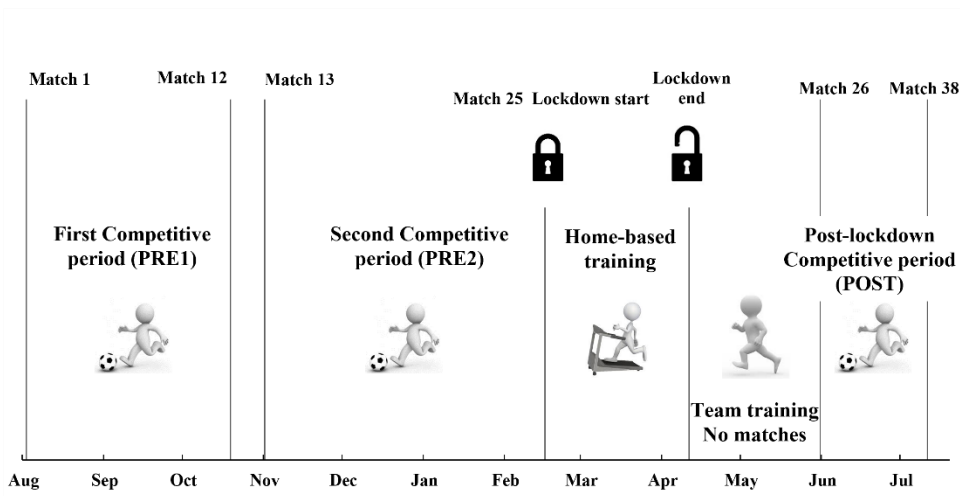 Match 1
Match 12
Match 13
Match 25
Lockdown start
Lockdown
end
Match 26
Match 38
First Competitive
period (PRE1)
Second Competitive
period (PRE2)
Home-based
training
Post-lockdown
Competitive period
(POST)
Team training
No matches
Aug
Sep
Oct
Nov
Dec
Jan
Feb
Mar
Apr
May
Jun
Jul